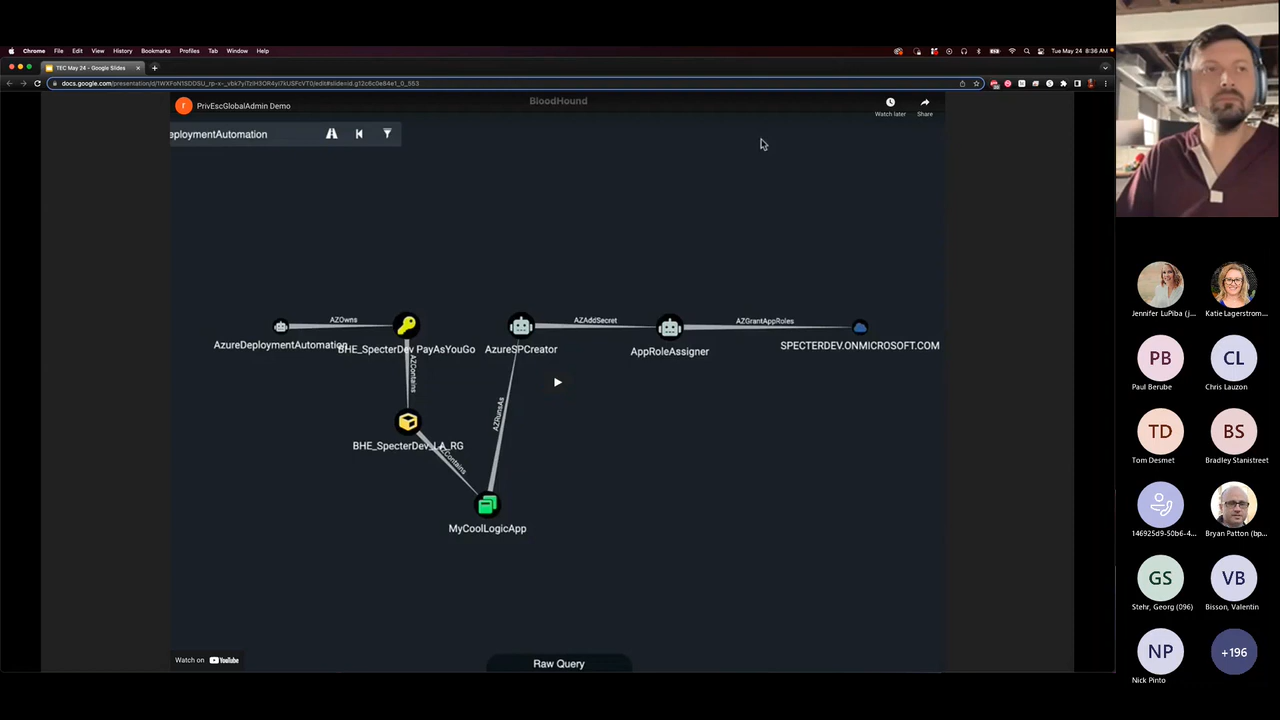 Chrome File Edit View History Bookmarks Profiles Tab Window Help
Tue May 24 8:36 AM
TEC May 24 - Google Slides
PrivEscGlobalAdmin Demo
BloodHound
Watch later
Share
eploymentAutomation
AZOwns
AZAddSecret
AZGrantAppRoles
AzureDeploymentAutomation
BHE_SpecterDev PayAsYouGo
AzureSPCreator
AppRoleAssigner
SPECTERDEV.ONMICROSOFT.COM
AZContains
AZRunsAs
BHE_SpecterDev_LA_RG
AZContains
MyCoolLogicApp
Watch on YouTube
Raw Query
Jennifer LuPiba (j...
Katie Lagerstrom...
PB
CL
Paul Berube
Chris Lauzon
TD
BS
Tom Desmet
Bradley Stanistreet
146925d9-50b6-4...
Bryan Patton (bp...
GS
VB
Stehr, Georg (096)
Bisson, Valentin
NP
+196
Nick Pinto